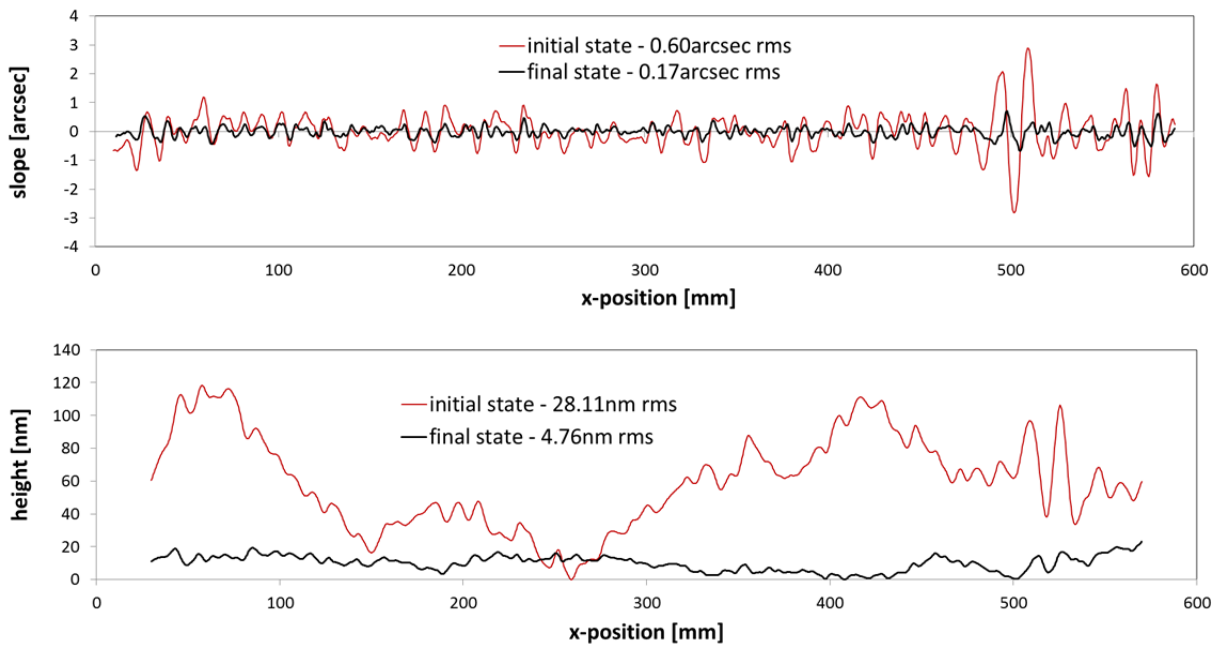 4
3
2
1
0
-1
-2
-3
-4
slope [arcsec]
initial state - 0.60arcsec rms
final state - 0.17arcsec rms
0 100 200 300 400 500 600
x-position [mm]
140
120
100
80
60
40
20
0
height [nm]
initial state - 28.11nm rms
final state - 4.76nm rms
0 100 200 300 400 500 600
x-position [mm]